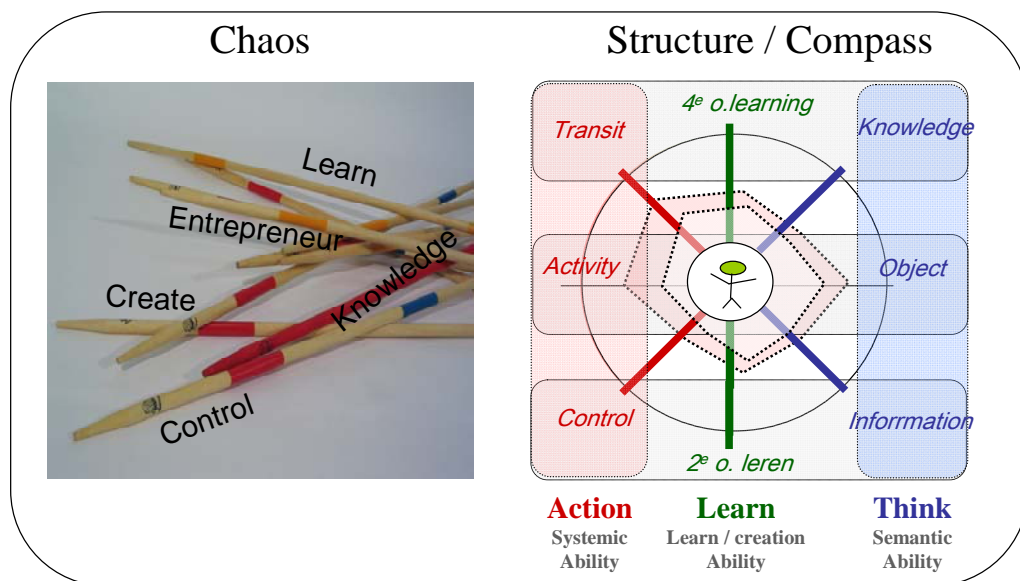 Chaos
Structure / Compass
Learn
Entrepreneur
Knowledge
Create
Control
4e o.learning
Transit
Knowledge
Activity
Object
Control
Inforrmation
2e o. leren
Action
Learn
Think
Systemic
Learn / creation
Semantic
Ability
Ability
Ability